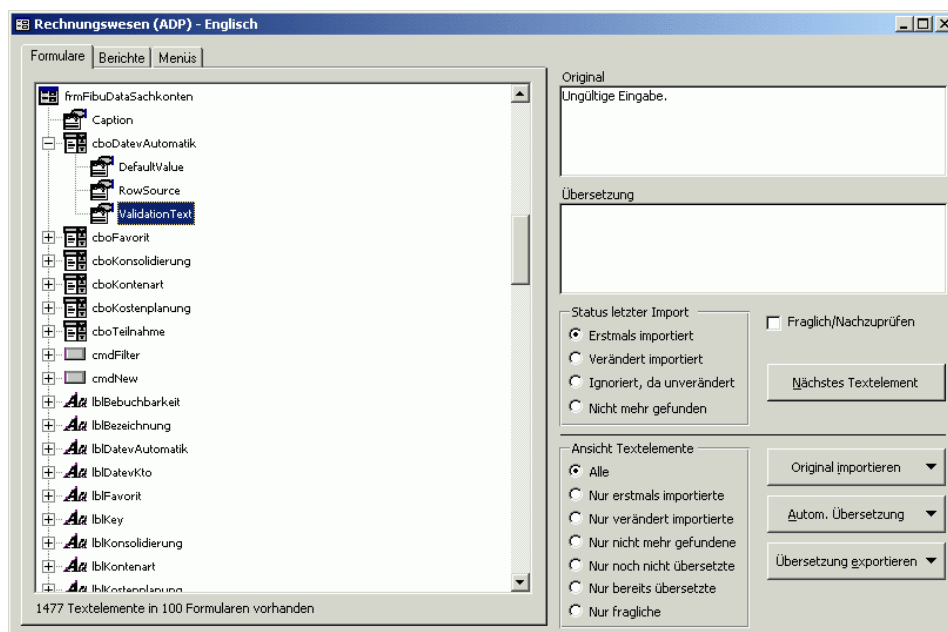 Rechnungswesen (ADP) - Englisch
Formulare
Berichte
Menüs
frmFibuDataSachkonten
Caption
cboDatevAutomatik
DefaultValue
RowSource
ValidationText
cboFavorit
cboKonsolidierung
cboKontenart
cboKostenplanung
cboTeilnahme
cmdFilter
cmdNew
lblBebuchbarkeit
lblBezeichnung
lblDatevAutomatik
lblDatevKto
lblFavorit
lblKey
lblKonsolidierung
lblKontenart
lblKostenplanung
1477 Textelemente in 100 Formularen vorhanden
Original
Ungültige Eingabe.
Übersetzung
Status letzter Import
Erstmals importiert
Verändert importiert
Ignoriert, da unverändert
Nicht mehr gefunden
Fraglich/Nachzuprüfen
Nächstes Textelement
Ansicht Textelemente
Alle
Nur erstmals importierte
Nur verändert importierte
Nur nicht mehr gefundene
Nur noch nicht übersetzte
Nur bereits übersetzte
Nur fragliche
Original importieren
Autom. Übersetzung
Übersetzung exportieren